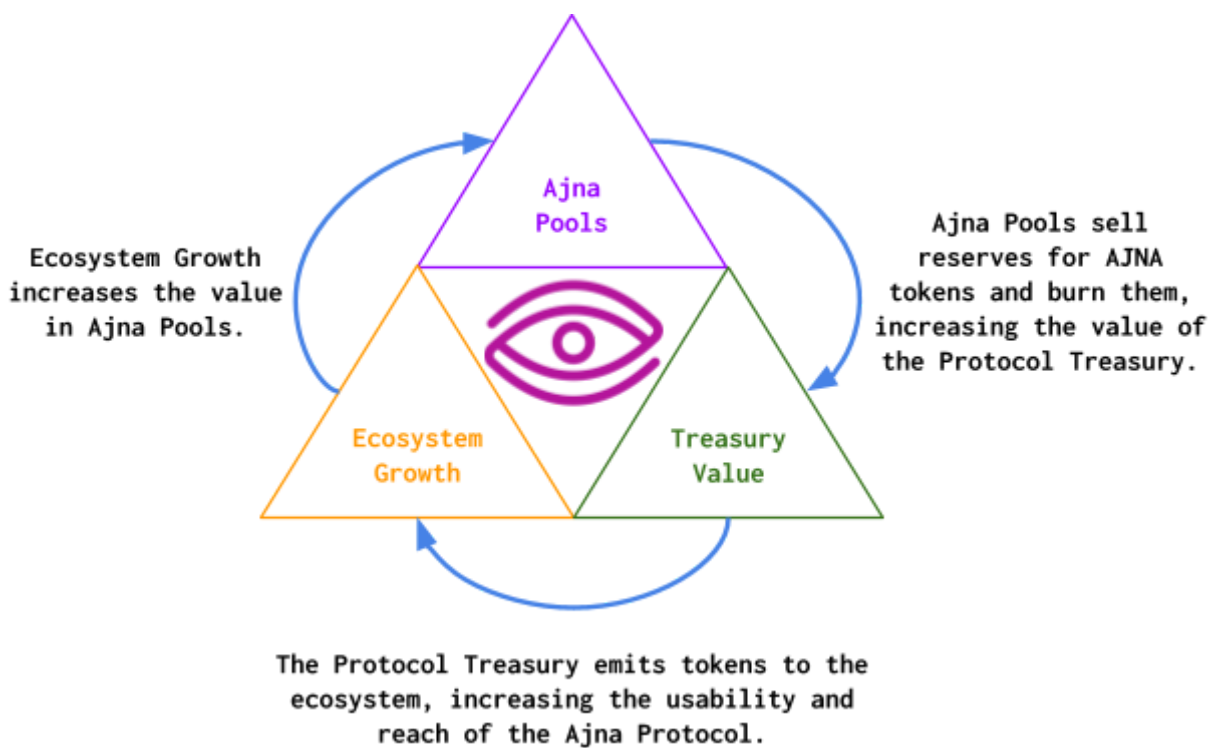 Ajna
Pools
Ecosystem Growth
increases the value
in Ajna Pools.
Ajna Pools sell
reserves for AJNA
tokens and burn them,
increasing the value of
the Protocol Treasury.
Ecosystem
Growth
Treasury
Value
The Protocol Treasury emits tokens to the
ecosystem, increasing the usability and
reach of the Ajna Protocol.